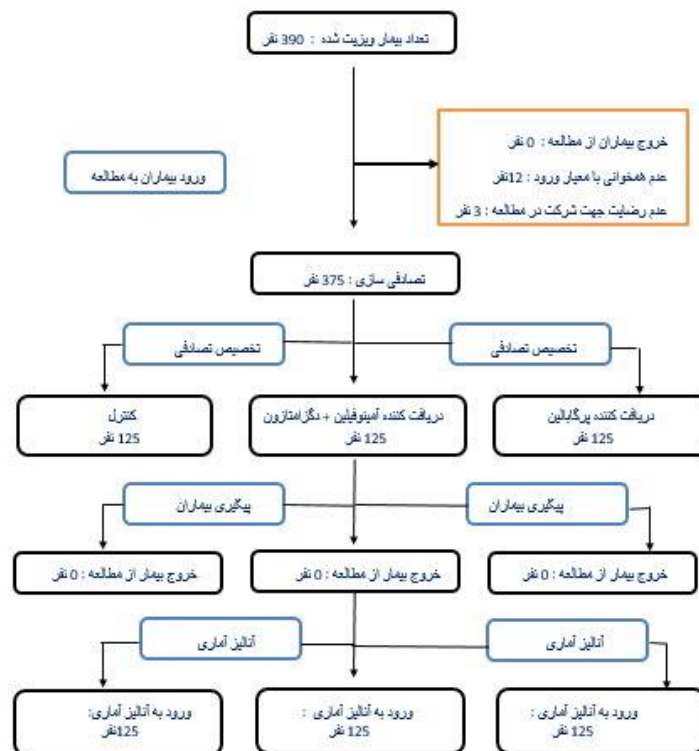 تعداد بیمار ویزیت شده : 390 نفر
خروج بیماران از مطالعه : 0 نفر
عدم همخوانی با معیار ورود : 12نفر
عدم رضایت جهت شرکت در مطالعه : 3 نفر
ورود بیماران به مطالعه
تصادفی سازی : 375 نفر
تخصیص تصادفی
تخصیص تصادفی
دریافت کننده پرگابالین
125 نفر
دریافت کننده آمینوفیلین + دگزامتازون
125 نفر
کنترل
125 نفر
پیگیری بیماران
پیگیری بیماران
خروج بیمار از مطالعه : 0 نفر
خروج بیمار از مطالعه : 0 نفر
خروج بیمار از مطالعه : 0 نفر
آنالیز آماری
آنالیز آماری
ورود به آنالیز آماری :
125 نفر
ورود به آنالیز آماری :
125 نفر
ورود به آنالیز آماری:
125نفر